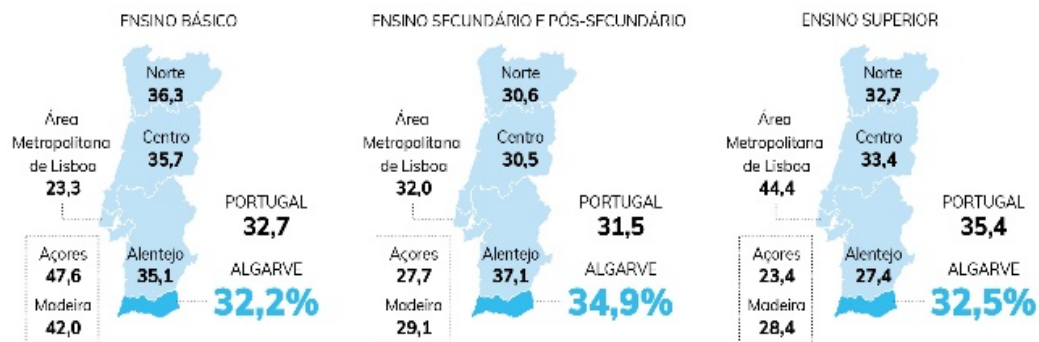 ENSINO BÁSICO
Norte
36,3
Área
Metropolitana
de Lisboa
23,3
Centro
35,7
PORTUGAL
32,7
Açores
47,6
Madeira
42,0
Alentejo
35,1
ALGARVE
32,2%
ENSINO SECUNDÁRIO E PÓS-SECUNDÁRIO
Norte
30,6
Área
Metropolitana
de Lisboa
32,0
Centro
30,5
PORTUGAL
31,5
Açores
27,7
Madeira
29,1
Alentejo
37,1
ALGARVE
34,9%
ENSINO SUPERIOR
Norte
32,7
Área
Metropolitana
de Lisboa
44,4
Centro
33,4
PORTUGAL
35,4
Açores
23,4
Madeira
28,4
Alentejo
27,4
ALGARVE
32,5%